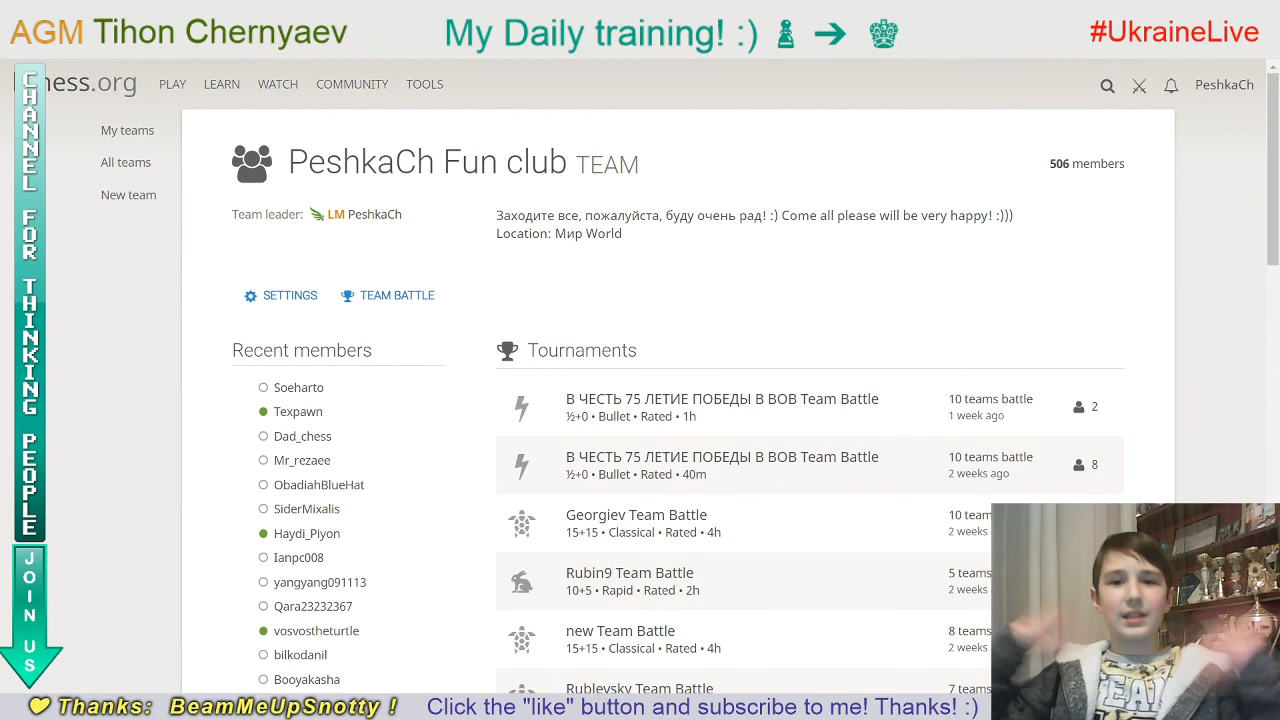 AGM Tihon Chernyaev
My Daily training! :) ♟ → ♚
#UkraineLive
CHANNEL FOR THINKING PEOPLE
JOIN US
hess.org
PLAY
LEARN
WATCH
COMMUNITY
TOOLS
PeshkaCh
My teams
All teams
New team
PeshkaCh Fun club TEAM
506 members
Team leader: LM PeshkaCh
Заходите все, пожалуйста, буду очень рад! :) Come all please will be very happy! :)))
Location: Мир World
SETTINGS
TEAM BATTLE
Recent members
Soeharto
Texpawn
Dad_chess
Mr_rezaee
ObadiahBlueHat
SiderMixalis
Haydi_Piyon
Ianpc008
yangyang091113
Qara23232367
vosvostheturtle
bilkodanil
Booyakasha
Tournaments
В ЧЕСТЬ 75 ЛЕТИЕ ПОБЕДЫ В ВОВ Team Battle
½+0 • Bullet • Rated • 1h
10 teams battle
1 week ago
2
В ЧЕСТЬ 75 ЛЕТИЕ ПОБЕДЫ В ВОВ Team Battle
½+0 • Bullet • Rated • 40m
10 teams battle
2 weeks ago
8
Georgiev Team Battle
15+15 • Classical • Rated • 4h
10 team
2 weeks
Rubin9 Team Battle
10+5 • Rapid • Rated • 2h
5 teams
2 weeks
new Team Battle
15+15 • Classical • Rated • 4h
8 teams
2 weeks
Rublevsky Team Battle
7 teams
TEAM
Thanks: BeamMeUpSnotty !
Click the "like" button and subscribe to me! Thanks! :)